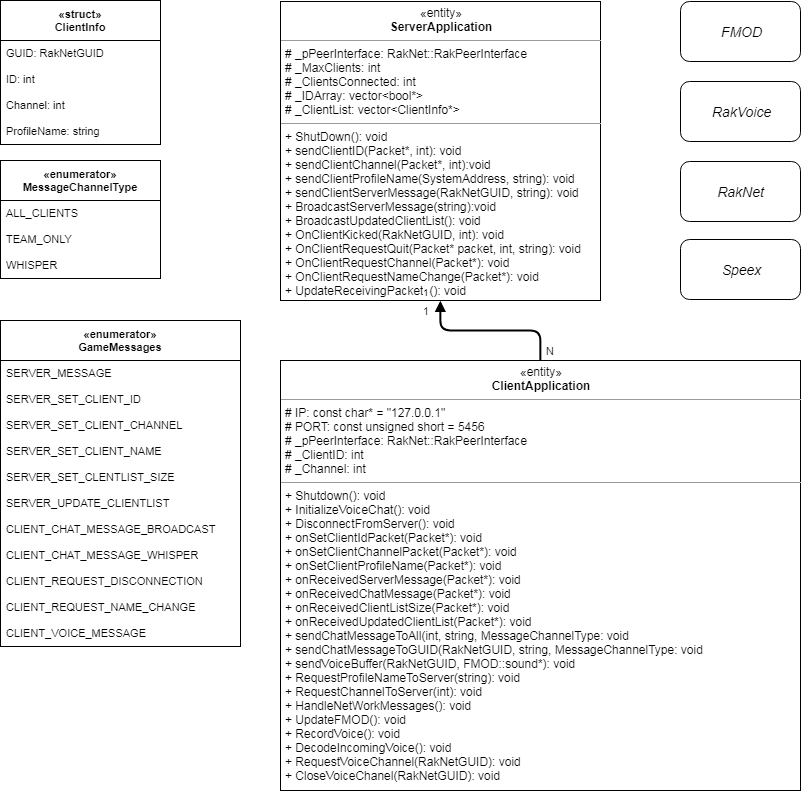 «struct»
ClientInfo
GUID: RakNetGUID
ID: int
Channel: int
ProfileName: string
«enumerator»
MessageChannelType
ALL_CLIENTS
TEAM_ONLY
WHISPER
«enumerator»
GameMessages
SERVER_MESSAGE
SERVER_SET_CLIENT_ID
SERVER_SET_CLIENT_CHANNEL
SERVER_SET_CLIENT_NAME
SERVER_SET_CLENTLIST_SIZE
SERVER_UPDATE_CLIENTLIST
CLIENT_CHAT_MESSAGE_BROADCAST
CLIENT_CHAT_MESSAGE_WHISPER
CLIENT_REQUEST_DISCONNECTION
CLIENT_REQUEST_NAME_CHANGE
CLIENT_VOICE_MESSAGE
«entity»
ServerApplication
# _pPeerInterface: RakNet::RakPeerInterface
# _MaxClients: int
# _ClientsConnected: int
# _IDArray: vector<bool*>
# _ClientList: vector<ClientInfo*>
+ ShutDown(): void
+ sendClientID(Packet*, int): void
+ sendClientChannel(Packet*, int):void
+ sendClientProfileName(SystemAddress, string): void
+ sendClientServerMessage(RakNetGUID, string): void
+ BroadcastServerMessage(string):void
+ BroadcastUpdatedClientList(): void
+ OnClientKicked(RakNetGUID, int): void
+ OnClientRequestQuit(Packet* packet, int, string): void
+ OnClientRequestChannel(Packet*): void
+ OnClientRequestNameChange(Packet*): void
+ UpdateReceivingPacket1(): void
1
N
«entity»
ClientApplication
# IP: const char* = "127.0.0.1"
# PORT: const unsigned short = 5456
# _pPeerInterface: RakNet::RakPeerInterface
# _ClientID: int
# _Channel: int
+ Shutdown(): void
+ InitializeVoiceChat(): void
+ DisconnectFromServer(): void
+ onSetClientIdPacket(Packet*): void
+ onSetClientChannelPacket(Packet*): void
+ onSetClientProfileName(Packet*): void
+ onReceivedServerMessage(Packet*): void
+ onReceivedChatMessage(Packet*): void
+ onReceivedClientListSize(Packet*): void
+ onReceivedUpdatedClientList(Packet*): void
+ sendChatMessageToAll(int, string, MessageChannelType: void
+ sendChatMessageToGUID(RakNetGUID, string, MessageChannelType: void
+ sendVoiceBuffer(RakNetGUID, FMOD::sound*): void
+ RequestProfileNameToServer(string): void
+ RequestChannelToServer(int): void
+ HandleNetWorkMessages(): void
+ UpdateFMOD(): void
+ RecordVoice(): void
+ DecodeIncomingVoice(): void
+ RequestVoiceChannel(RakNetGUID): void
+ CloseVoiceChanel(RakNetGUID): void
FMOD
RakVoice
RakNet
Speex